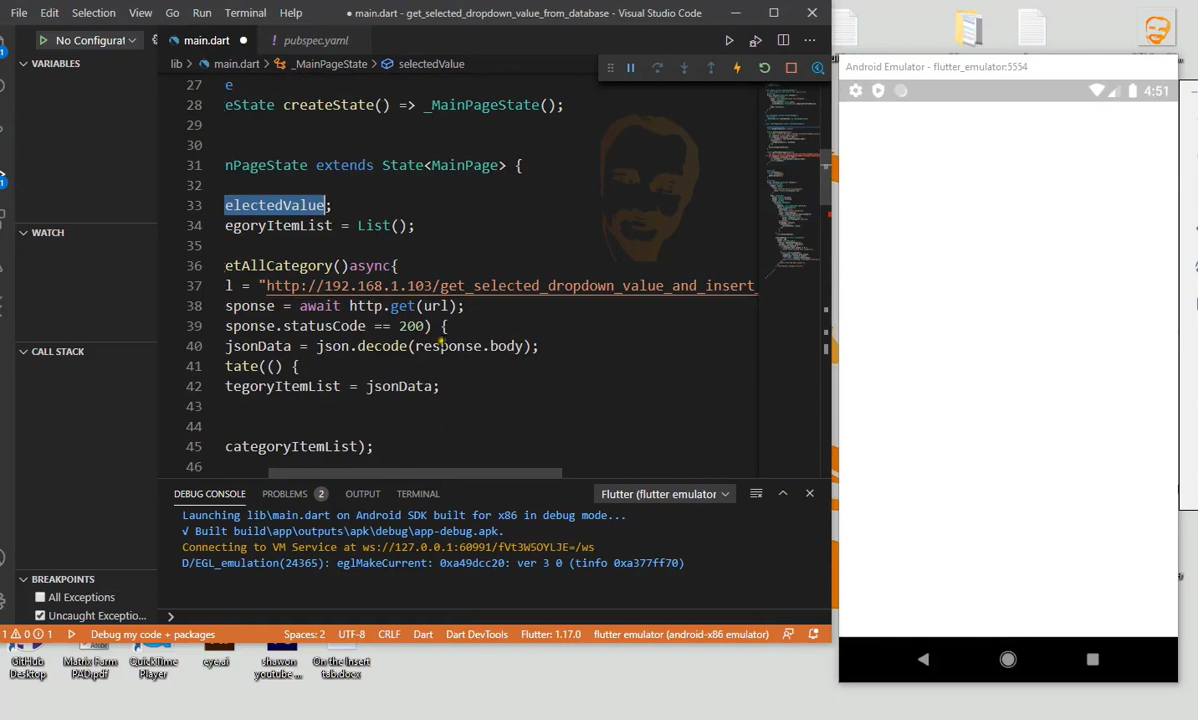 File Edit Selection View Go Run Terminal Help
main.dart - get_selected_dropdown_value_from_database - Visual Studio Code
No Configurat
main.dart
pubspec.yaml
VARIABLES
lib > main.dart > _MainPageState > selectedValue
27 e
28 eState createState() => _MainPageState();
29
30
31 nPageState extends State<MainPage> {
32
33 electedValue;
34 egoryItemList = List();
35
36 etAllCategory()async{
37 l = "http://192.168.1.103/get_selected_dropdown_value_and_insert_
38 sponse = await http.get(url);
39 sponse.statusCode == 200) {
40 jsonData = json.decode(response.body);
41 tate(() {
42 tegoryItemList = jsonData;
43
44
45 categoryItemList);
46
WATCH
CALL STACK
BREAKPOINTS
All Exceptions
Uncaught Exceptio...
DEBUG CONSOLE PROBLEMS 2 OUTPUT TERMINAL
Flutter (flutter emulator
Launching lib\main.dart on Android SDK built for x86 in debug mode...
√ Built build\app\outputs\apk\debug\app-debug.apk.
Connecting to VM Service at ws://127.0.0.1:60991/fVt3W5OYLJE=/ws
D/EGL_emulation(24365): eglMakeCurrent: 0xa49dcc20: ver 3 0 (tinfo 0xa377ff70)
1 0 1 Debug my code + packages Spaces: 2 UTF-8 CRLF Dart Dart DevTools Flutter: 1.17.0 flutter emulator (android-x86 emulator)
GitHub Desktop
Matrix Farm PAD.pdf
QuickTime Player
eye.ai
shawon youtube ...
On the Insert tab.docx
Android Emulator - flutter_emulator:5554
4:51